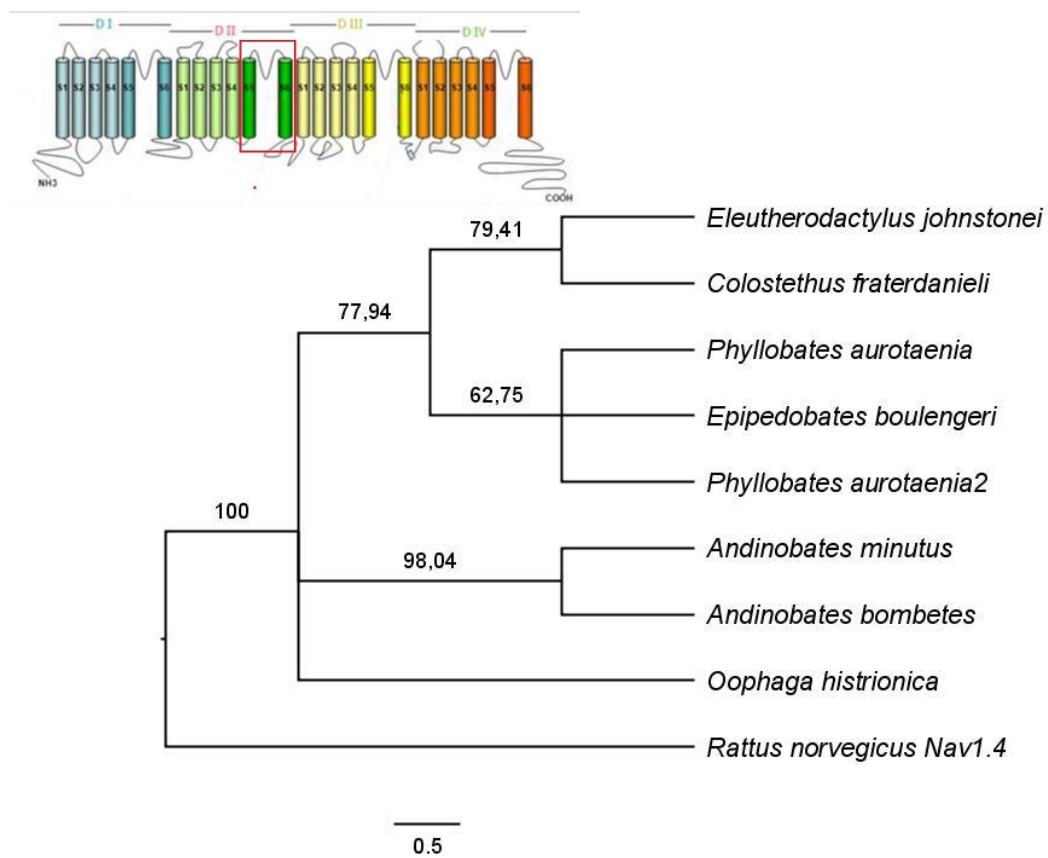 D I
D II
D III
D IV
S1 S2 S3 S4 S5 S6 S1 S2 S3 S4 S5 S6 S1 S2 S3 S4 S5 S6 S1 S2 S3 S4 S5 S6
NH3
COOH
79,41
Eleutherodactylus johnstonei
Colostethus fraterdanieli
77,94
Phyllobates aurotaenia
62,75
Epipedobates boulengeri
Phyllobates aurotaenia2
100
Andinobates minutus
98,04
Andinobates bombetes
Oophaga histrionica
Rattus norvegicus Nav1.4
0.5